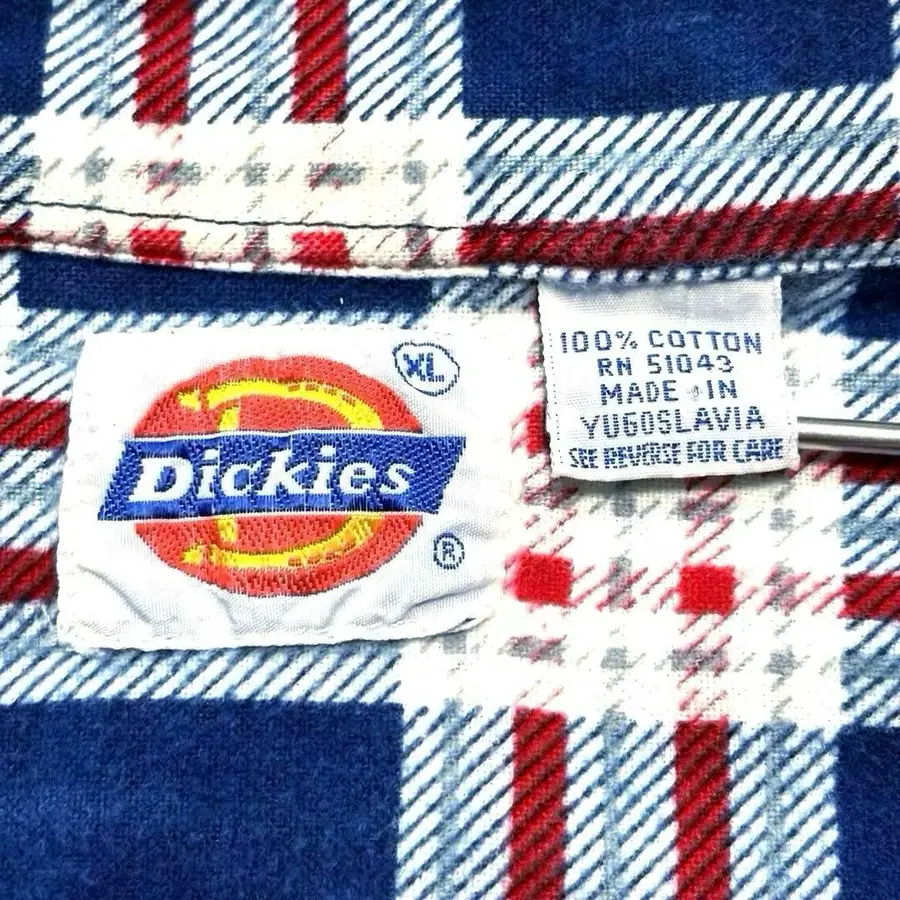 XL
Dickies
®
100% COTTON
RN 51043
MADE IN
YUGOSLAVIA
SEE REVERSE FOR CARE